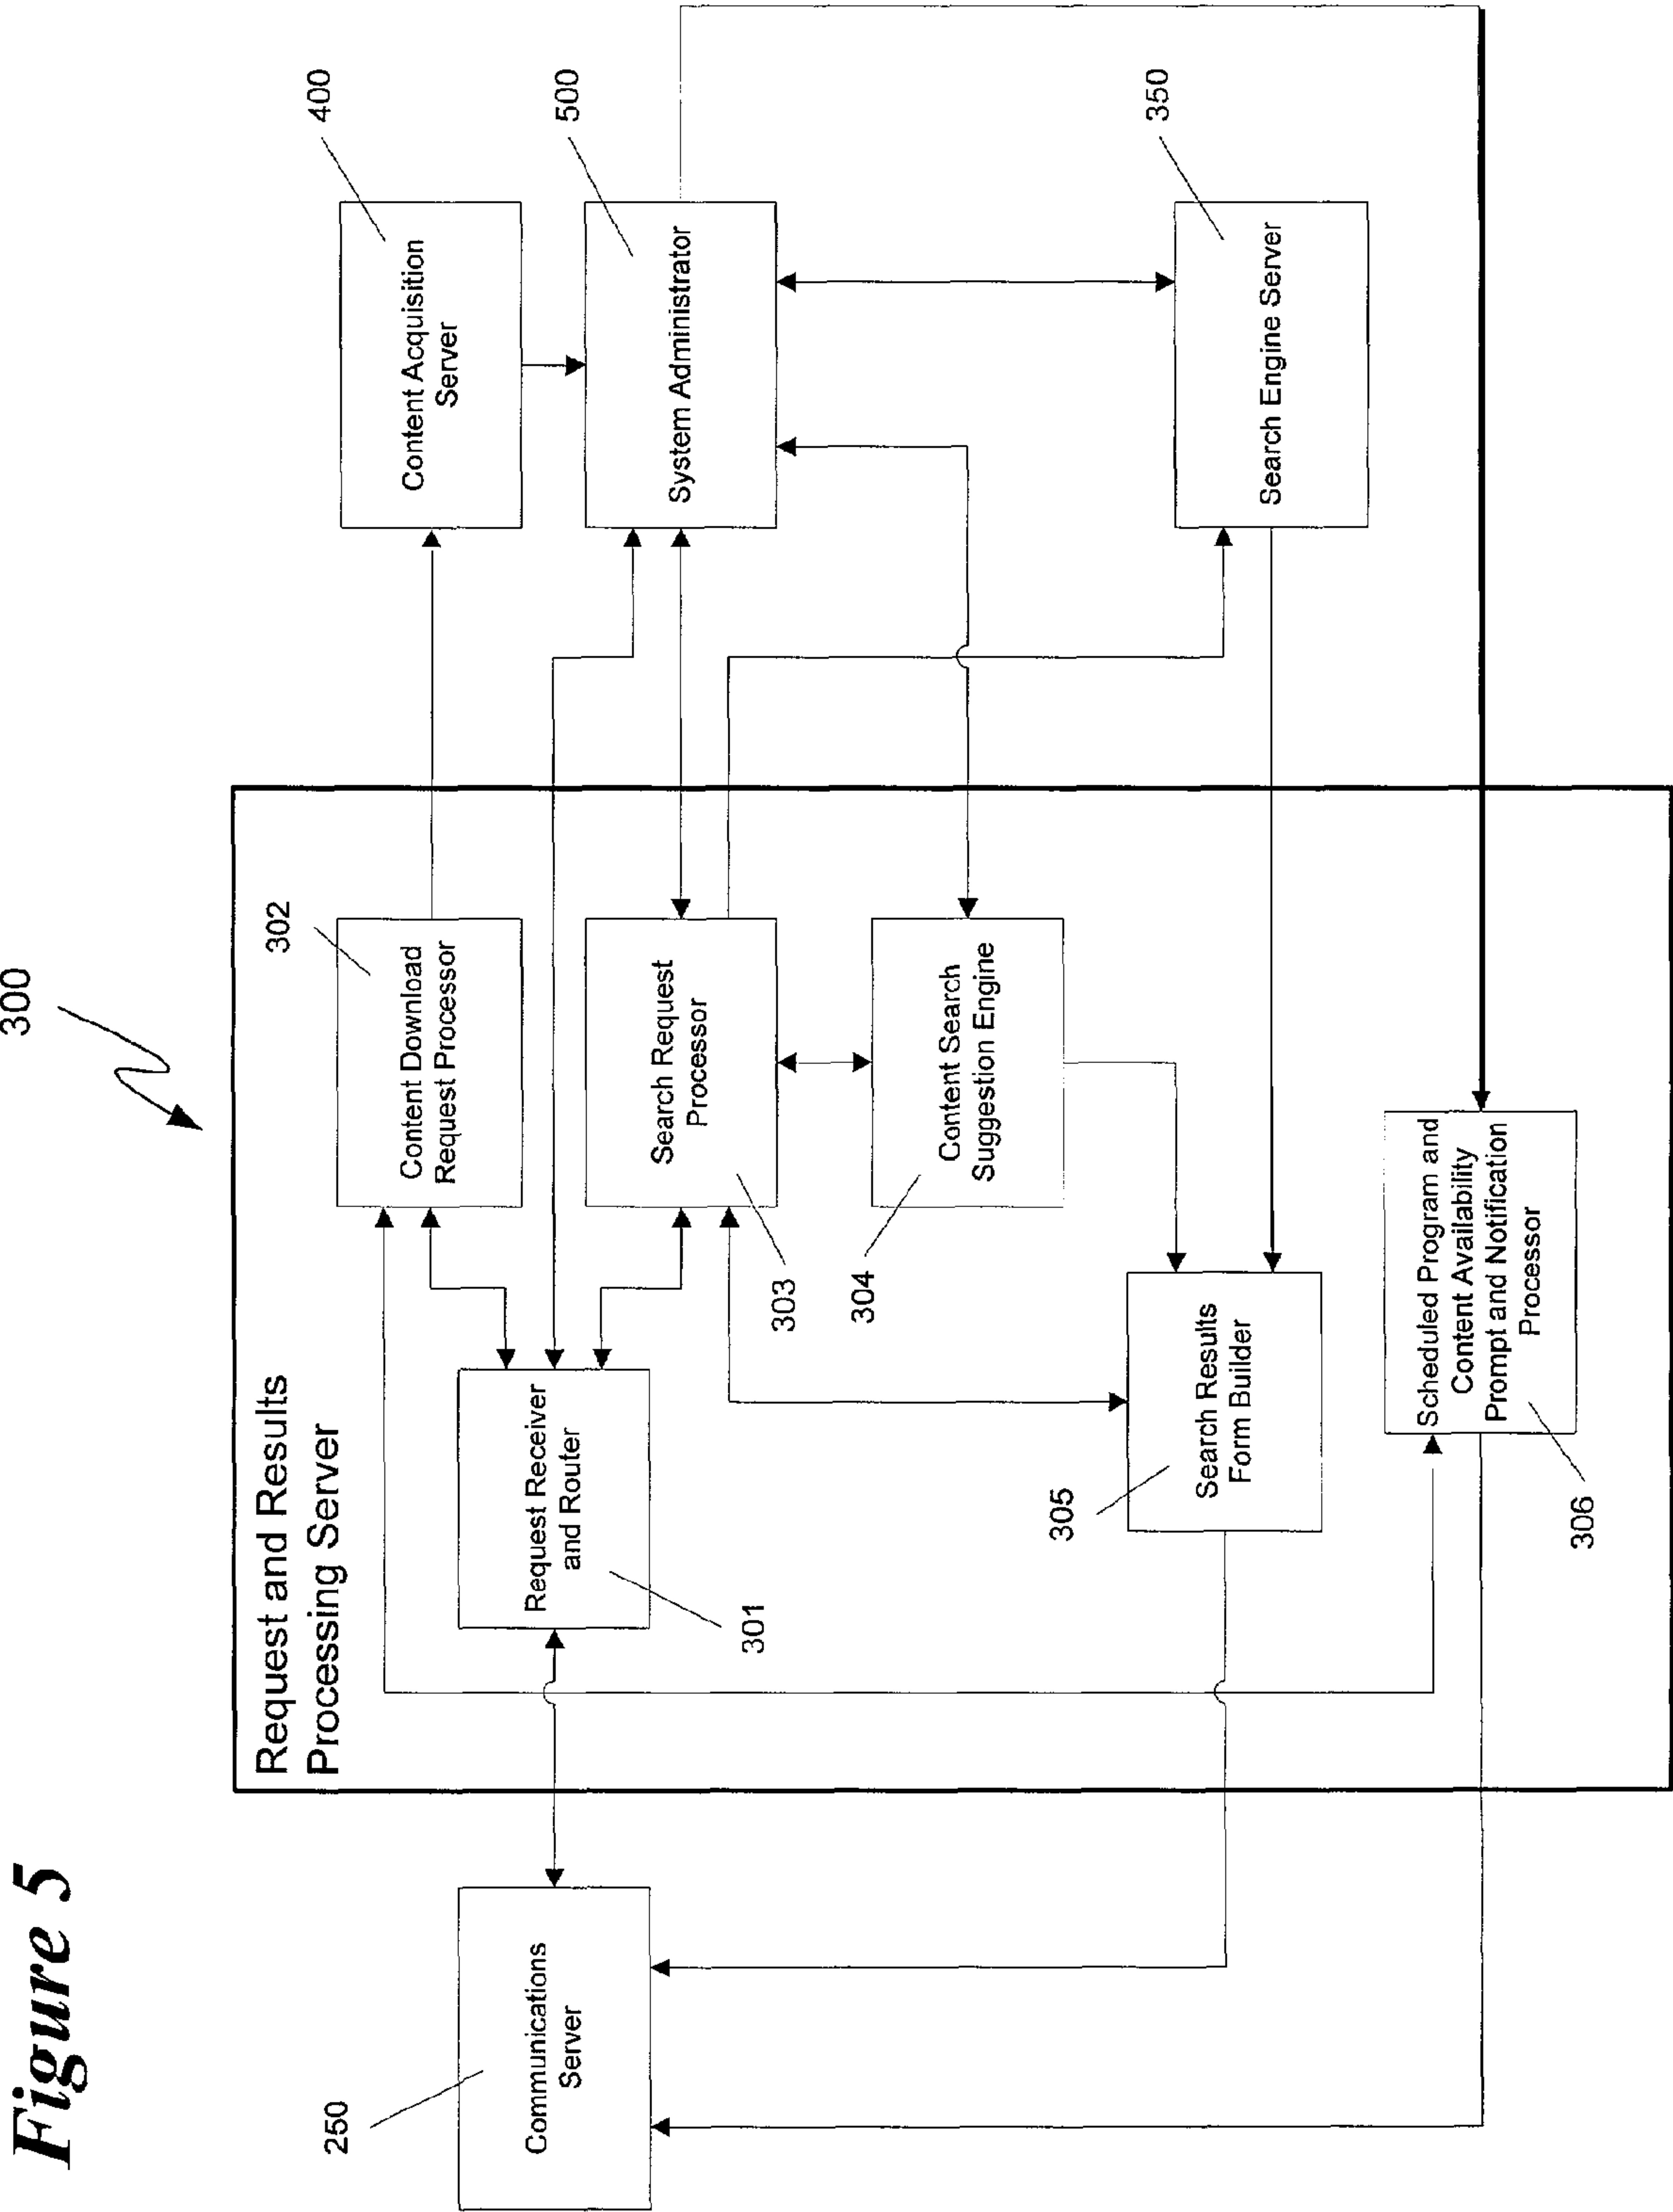 Figure 5
300
Request and Results
Processing Server
250
Communications
Server
Request Receiver
and Router
301
302
Content Download
Request Processor
Search Request
Processor
303
Content Search
Suggestion Engine
304
Search Results
Form Builder
305
Scheduled Program and
Content Availability
Prompt and Notification
Processor
306
400
Content Acquisition
Server
500
System Administrator
350
Search Engine Server